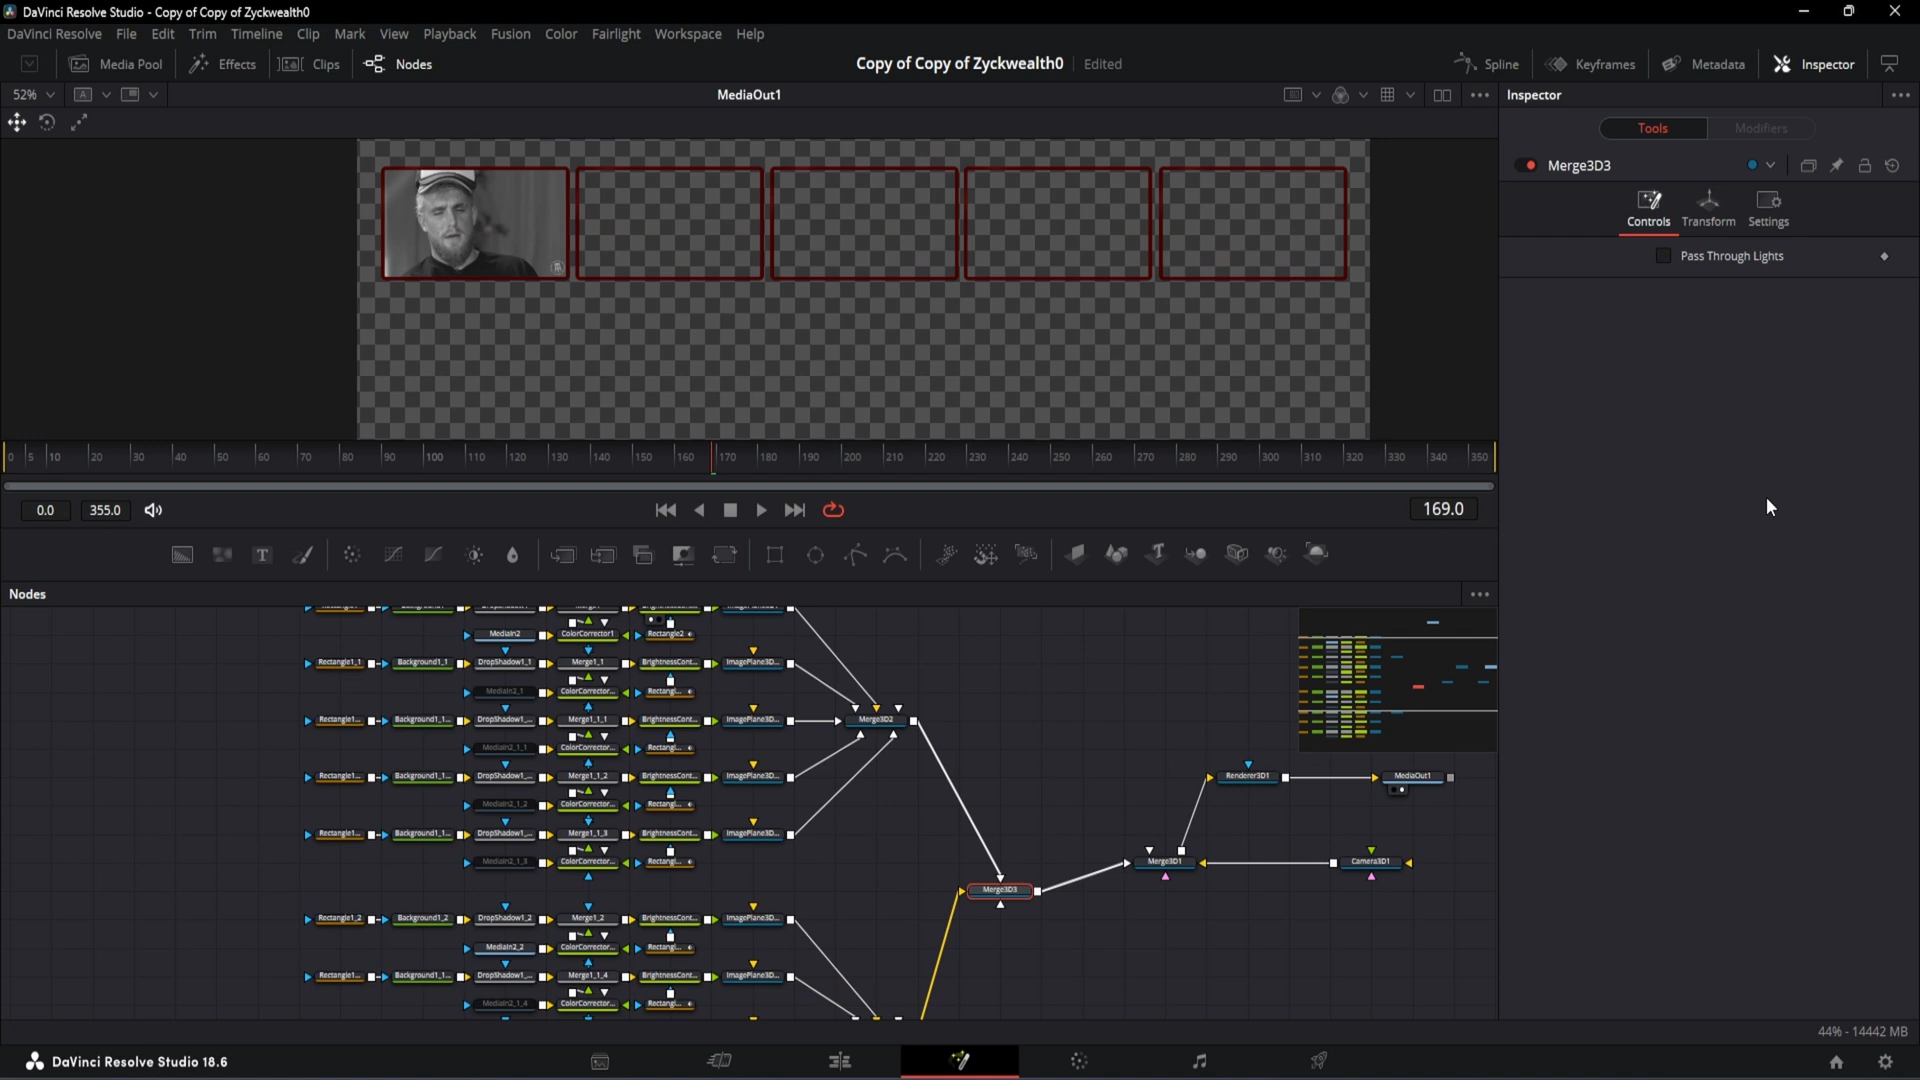 DaVinci Resolve Studio - Copy of Copy of Zyckwealth0
DaVinci Resolve File Edit Trim Timeline Clip Mark View Playback Fusion Color Fairlight Workspace Help
Media Pool Effects Clips Nodes Copy of Copy of Zyckwealth0 Edited Spline Keyframes Metadata Inspector
52% A MediaOut1 Inspector
Tools Modifiers
Merge3D3
Controls Transform Settings
Pass Through Lights
0 5 10 20 30 40 50 60 70 80 90 100 110 120 130 140 150 160 170 180 190 200 210 220 230 240 250 260 270 280 290 300 310 320 330 340 350
0.0 355.0 169.0
Nodes
MediaIn2 ColorCorrector1 Rectangle2
Rectangle1_1 Background1_1 DropShadow1_1 Merge1_1 BrightnessCont... ImagePlane3D...
MediaIn2_1 ColorCorrector... Rectangl...
Rectangle1... Background1_1... DropShadow1_... Merge1_1_1 BrightnessCont... ImagePlane3D... Merge3D2
MediaIn2_1_1 ColorCorrector... Rectangl...
Rectangle1... Background1_1... DropShadow1_... Merge1_1_2 BrightnessCont... ImagePlane3D... Renderer3D1 MediaOut1
MediaIn2_1_2 ColorCorrector... Rectangl...
Rectangle1... Background1_1... DropShadow1_... Merge1_1_3 BrightnessCont... ImagePlane3D...
MediaIn2_1_3 ColorCorrector... Rectangl... Merge3D1 Camera3D1
Merge3D3
Rectangle1_2 Background1_2 DropShadow1_2 Merge1_2 BrightnessCont... ImagePlane3D...
MediaIn2_2 ColorCorrector... Rectangl...
Rectangle1... Background1_1... DropShadow1_... Merge1_1_4 BrightnessCont... ImagePlane3D...
MediaIn2_1_4 ColorCorrector... Rectangl...
44% - 14442 MB
DaVinci Resolve Studio 18.6